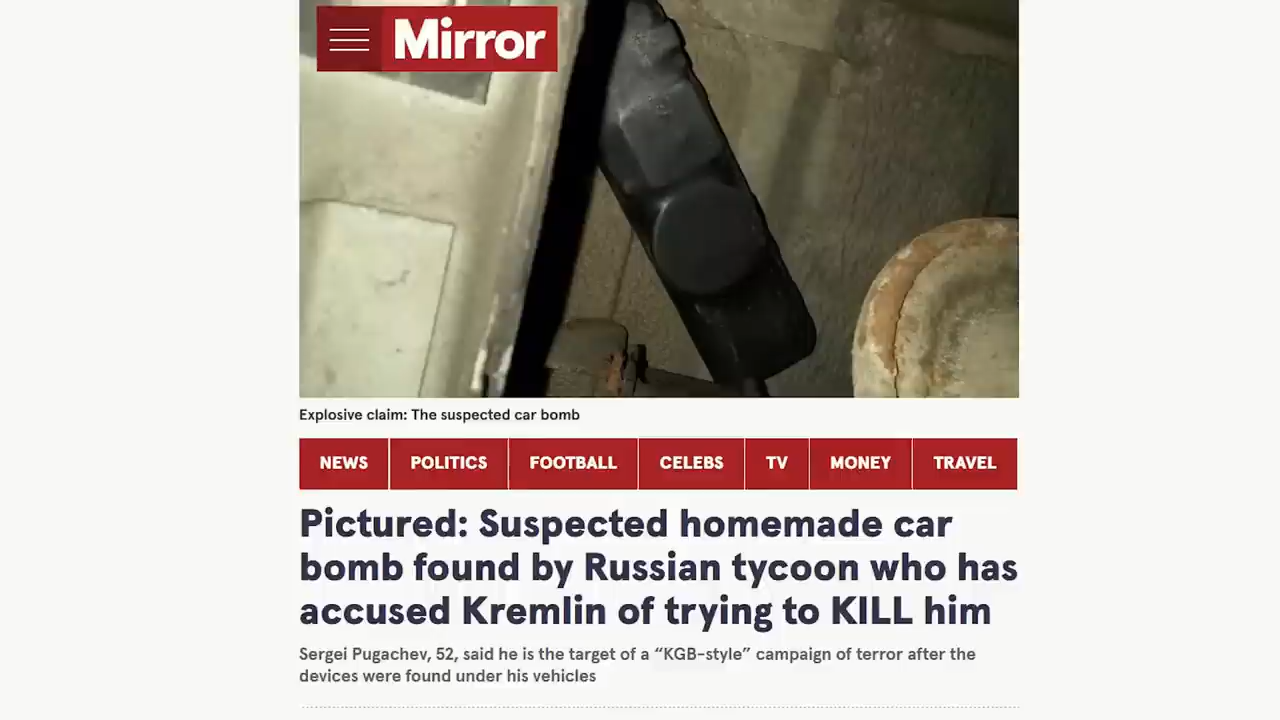 Mirror
Explosive claim: The suspected car bomb
NEWS POLITICS FOOTBALL CELEBS TV MONEY TRAVEL
Pictured: Suspected homemade car
bomb found by Russian tycoon who has
accused Kremlin of trying to KILL him
Sergei Pugachev, 52, said he is the target of a “KGB-style” campaign of terror after the
devices were found under his vehicles